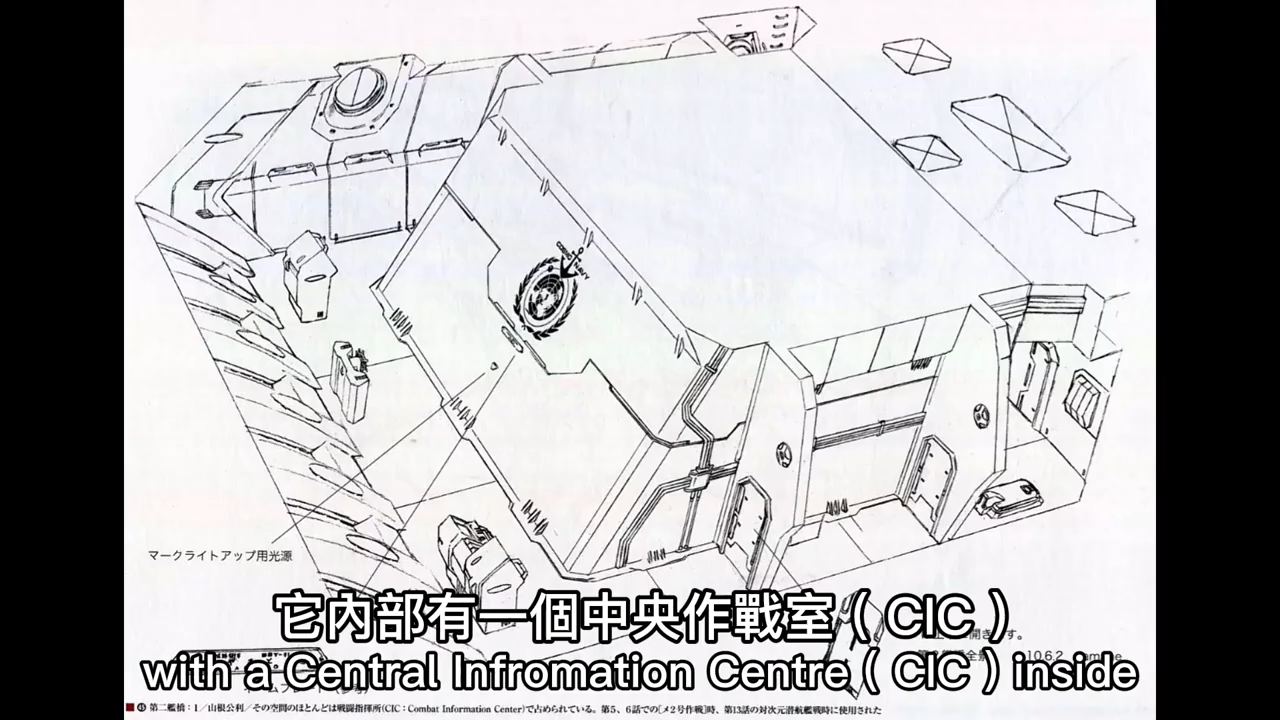 マークライトアップ用光源
它內部有一個中央作戰室（CIC）
with a Central Infromation Centre（CIC）inside
■ 45 第二艦橋：1／山根公利／その空間のほとんどは戦闘指揮所(CIC：Combat Information Center)で占められている。第5、6話での[メ2号作戦]時、第13話の対次元潜航艦戦時に使用された